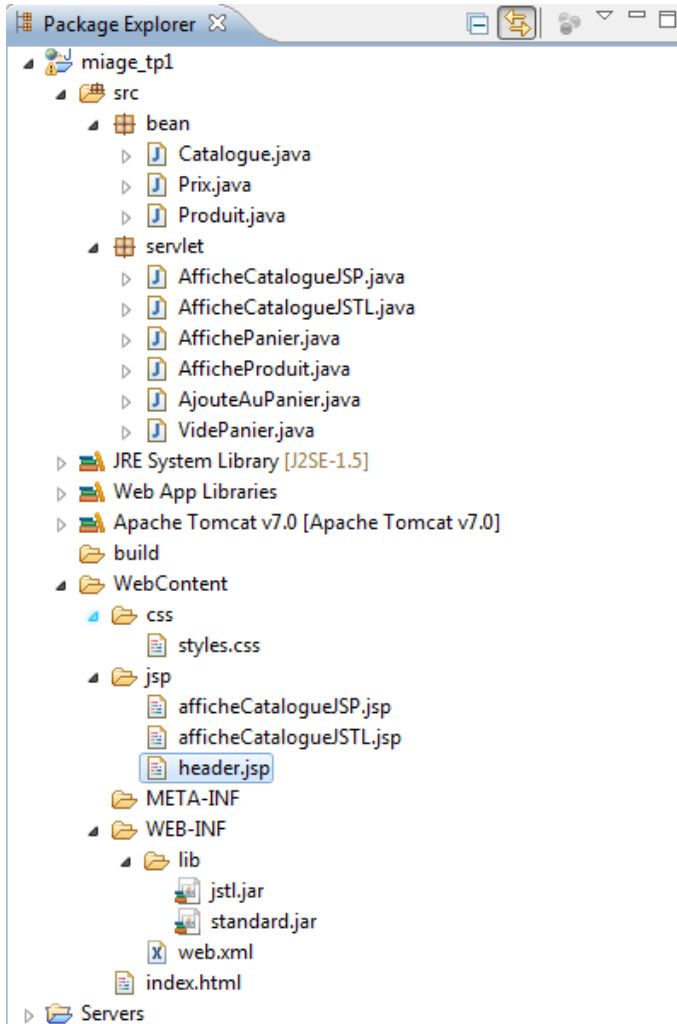 Package Explorer
miage_tp1
src
bean
Catalogue.java
Prix.java
Produit.java
servlet
AfficheCatalogueJSP.java
AfficheCatalogueJSTL.java
AffichePanier.java
AfficheProduit.java
AjouteAuPanier.java
VidePanier.java
JRE System Library [J2SE-1.5]
Web App Libraries
Apache Tomcat v7.0 [Apache Tomcat v7.0]
build
WebContent
css
styles.css
jsp
afficheCatalogueJSP.jsp
afficheCatalogueJSTL.jsp
header.jsp
META-INF
WEB-INF
lib
jstl.jar
standard.jar
web.xml
index.html
Servers